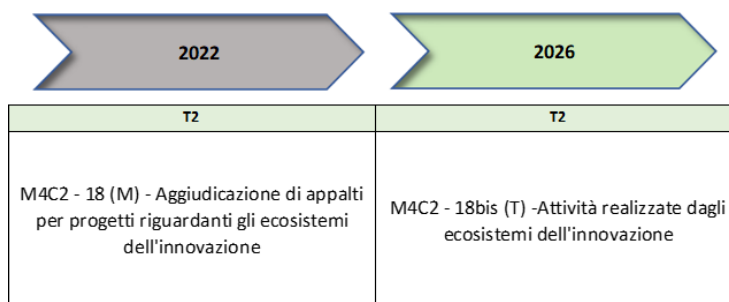 2022
2026
T2
T2
M4C2 - 18 (M) - Aggiudicazione di appalti
per progetti riguardanti gli ecosistemi
dell'innovazione
M4C2 - 18bis (T) -Attività realizzate dagli
ecosistemi dell'innovazione